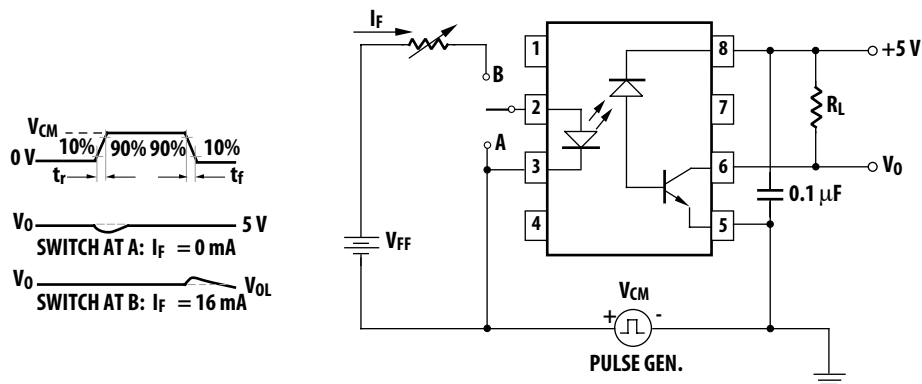 V_CM
0 V
10%
90%
90%
10%
t_r
t_f
V_O
5 V
SWITCH AT A: I_F = 0 mA
V_O
V_OL
SWITCH AT B: I_F = 16 mA
I_F
B
A
V_FF
1
2
3
4
8
7
6
5
+5 V
R_L
V_O
0.1 µF
V_CM
+
-
PULSE GEN.